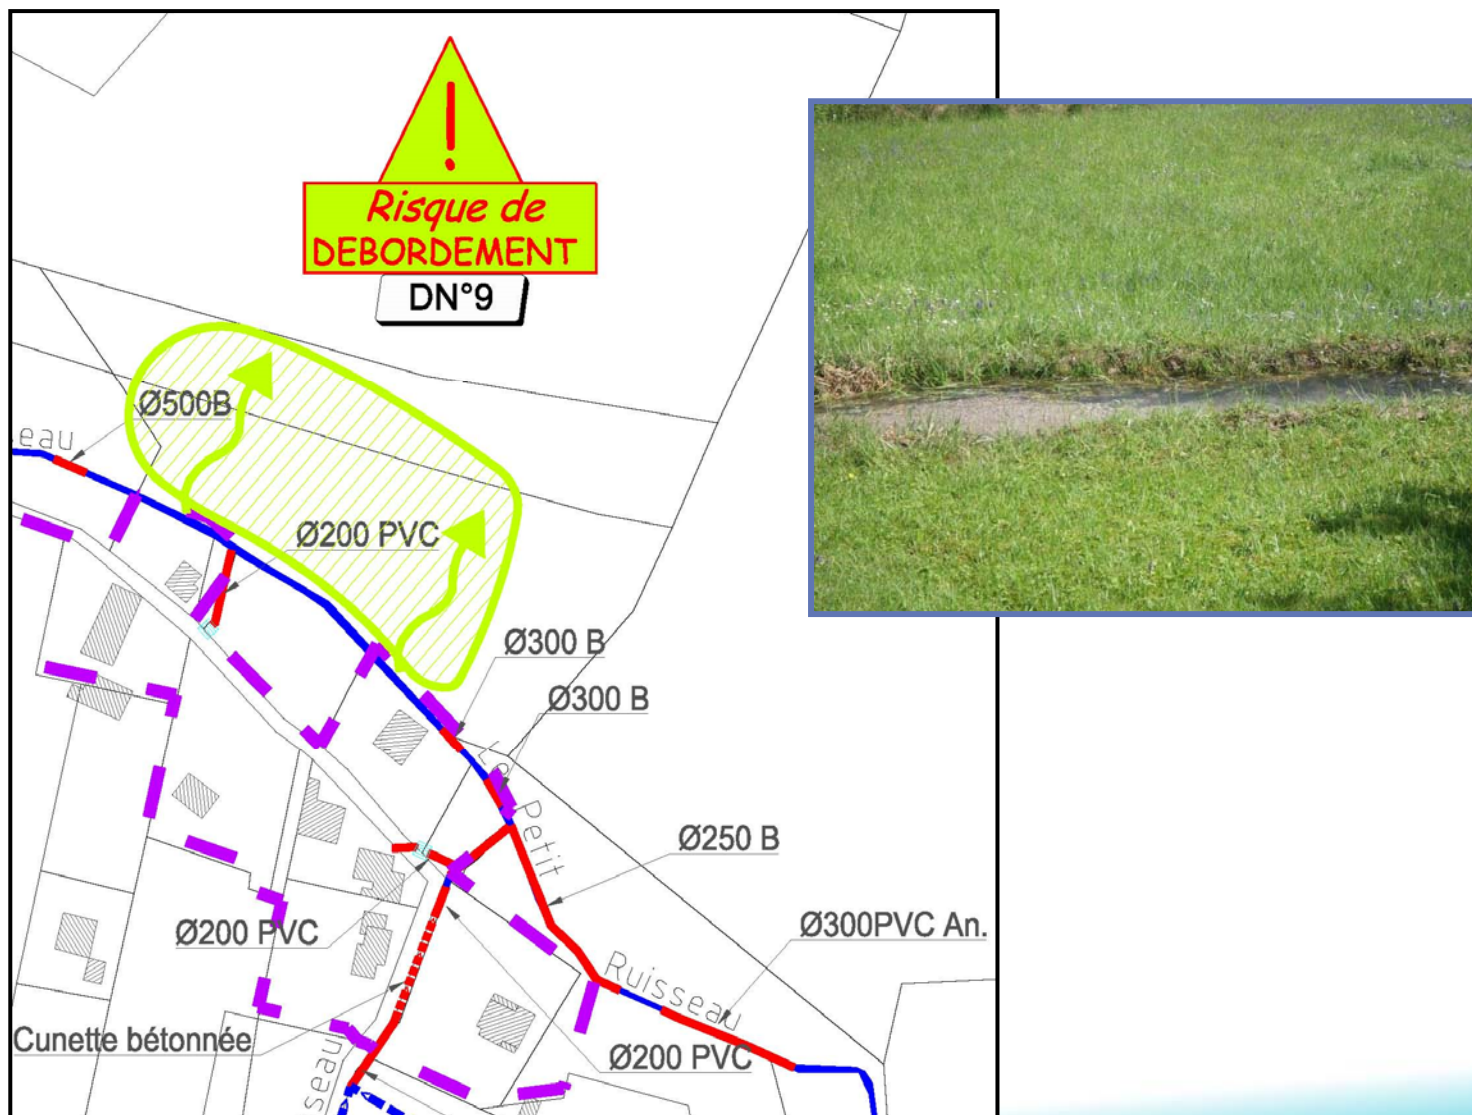 !
Risque de
DEBORDEMENT
DN°9
Ø500B
eau
Ø200 PVC
Ø300 B
Ø300 B
Le Petit Ruisseau
Ø250 B
Ø200 PVC
Ø300PVC An.
Cunette bétonnée
Ø200 PVC
seau